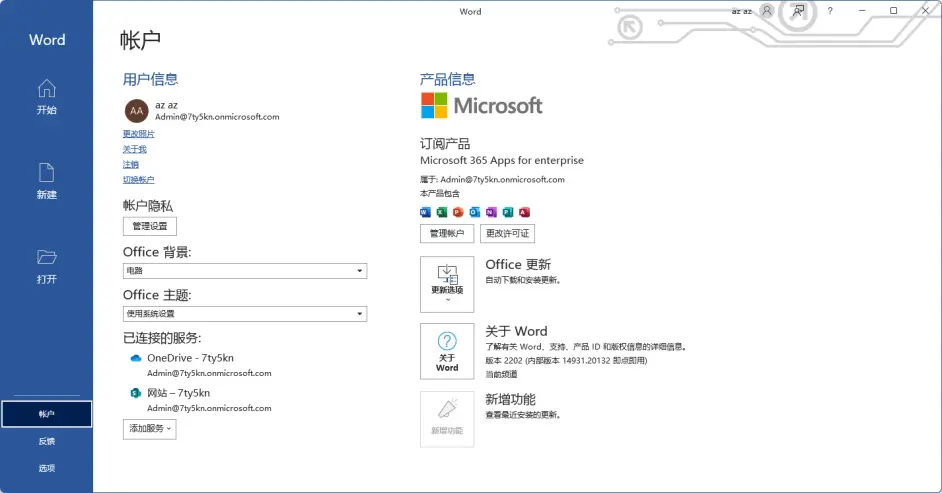 Word
az az
?
Word
开始
新建
打开
帐户
反馈
选项
帐户
用户信息
AA
az az
Admin@7ty5kn.onmicrosoft.com
更改照片
关于我
注销
切换帐户
帐户隐私
管理设置
Office 背景:
电路
Office 主题:
使用系统设置
已连接的服务:
OneDrive - 7ty5kn
Admin@7ty5kn.onmicrosoft.com
网站 – 7ty5kn
Admin@7ty5kn.onmicrosoft.com
添加服务
产品信息
Microsoft
订阅产品
Microsoft 365 Apps for enterprise
属于: Admin@7ty5kn.onmicrosoft.com
本产品包含
管理帐户
更改许可证
更新选项
Office 更新
自动下载和安装更新。
关于
Word
关于 Word
了解有关 Word、支持、产品 ID 和版权信息的详细信息。
版本 2202 (内部版本 14931.20132 即点即用)
当前频道
新增功能
新增功能
查看最近安装的更新。